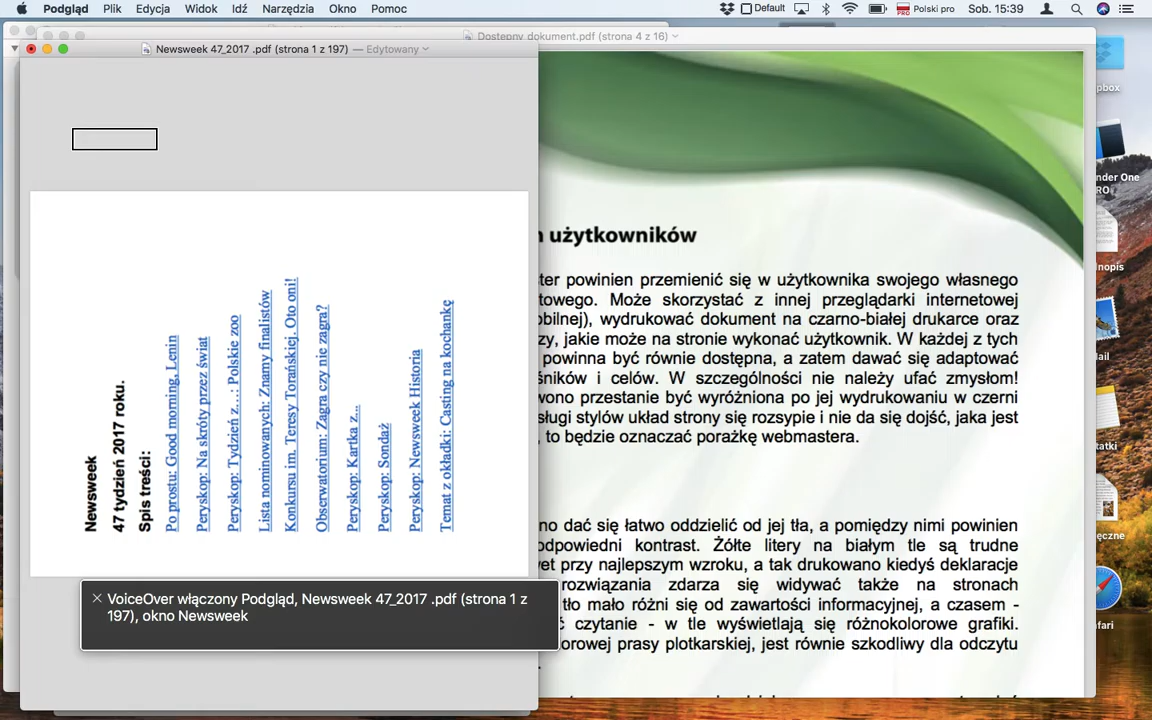 Podgląd Plik Edycja Widok Idź Narzędzia Okno Pomoc Default Polski pro Sob. 15:39
Dostępny dokument.pdf (strona 4 z 16)
Newsweek 47_2017 .pdf (strona 1 z 197) — Edytowany
Newsweek
47 tydzień 2017 roku.
Spis treści:
Po prostu: Good morning, Lenin
Peryskop: Na skróty przez świat
Peryskop: Tydzień z…: Polskie zoo
Lista nominowanych: Znamy finalistów
Konkursu im. Teresy Torańskiej. Oto oni!
Obserwatorium: Zagra czy nie zagra?
Peryskop: Kartka z...
Peryskop: Sondaż
Peryskop: Newsweek Historia
Temat z okładki: Casting na kochankę
VoiceOver włączony Podgląd, Newsweek 47_2017 .pdf (strona 1 z
197), okno Newsweek
użytkowników
ter powinien przemienić się w użytkownika swojego własnego
towego. Może skorzystać z innej przeglądarki internetowej
obilnej), wydrukować dokument na czarno-białej drukarce oraz
zy, jakie może na stronie wykonać użytkownik. W każdej z tych
powinna być równie dostępna, a zatem dawać się adaptować
śników i celów. W szczególności nie należy ufać zmysłom!
wono przestanie być wyróżniona po jej wydrukowaniu w czerni
sługi stylów układ strony się rozsypie i nie da się dojść, jaka jest
, to będzie oznaczać porażkę webmastera.
no dać się łatwo oddzielić od jej tła, a pomiędzy nimi powinien
odpowiedni kontrast. Żółte litery na białym tle są trudne
wet przy najlepszym wzroku, a tak drukowano kiedyś deklaracje
rozwiązania zdarza się widywać także na stronach
tło mało różni się od zawartości informacyjnej, a czasem -
ć czytanie - w tle wyświetlają się różnokolorowe grafiki.
orowej prasy plotkarskiej, jest równie szkodliwy dla odczytu
pbox
nder One
RO
lnopis
ail
tatki
ęczne
afari